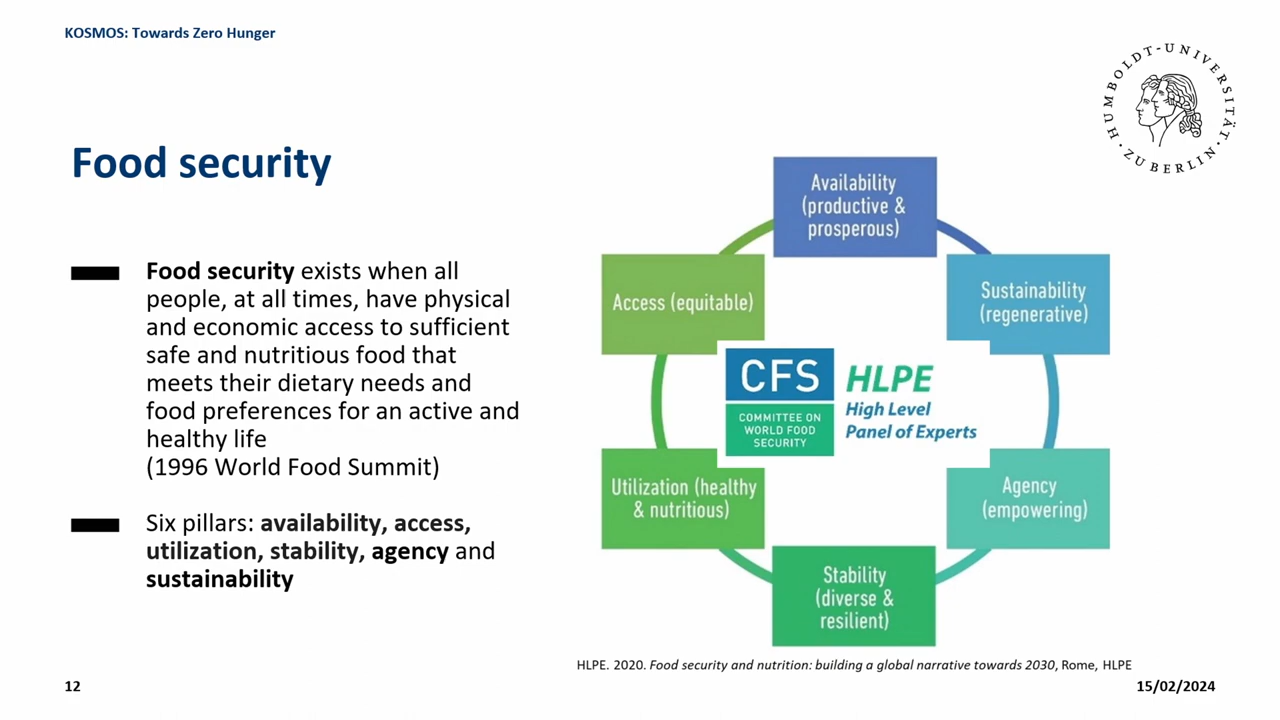 KOSMOS: Towards Zero Hunger
HUMBOLDT-UNIVERSITÄT
· ZU BERLIN ·
Food security
Food security exists when all
people, at all times, have physical
and economic access to sufficient
safe and nutritious food that
meets their dietary needs and
food preferences for an active and
healthy life
(1996 World Food Summit)
Six pillars: availability, access,
utilization, stability, agency and
sustainability
Availability
(productive &
prosperous)
Sustainability
(regenerative)
Access (equitable)
CFS
COMMITTEE ON
WORLD FOOD
SECURITY
HLPE
High Level
Panel of Experts
Utilization (healthy
& nutritious)
Agency
(empowering)
Stability
(diverse &
resilient)
HLPE. 2020. Food security and nutrition: building a global narrative towards 2030, Rome, HLPE
12
15/02/2024